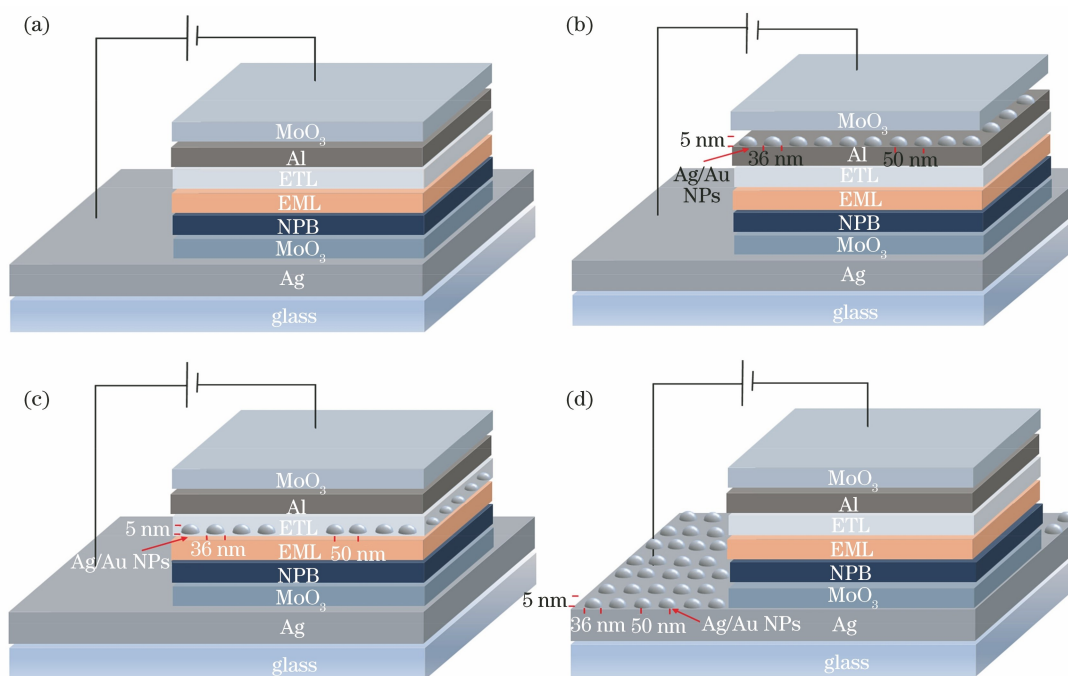 (a)
MoO₃
Al
ETL
EML
NPB
MoO₃
Ag
glass
(b)
MoO₃
5 nm
36 nm
Al
50 nm
Ag/Au
NPs
ETL
EML
NPB
MoO₃
Ag
glass
(c)
MoO₃
Al
5 nm
ETL
Ag/Au NPs
36 nm
EML
50 nm
NPB
MoO₃
Ag
glass
(d)
MoO₃
Al
ETL
EML
NPB
MoO₃
5 nm
36 nm
50 nm
Ag/Au NPs
Ag
glass